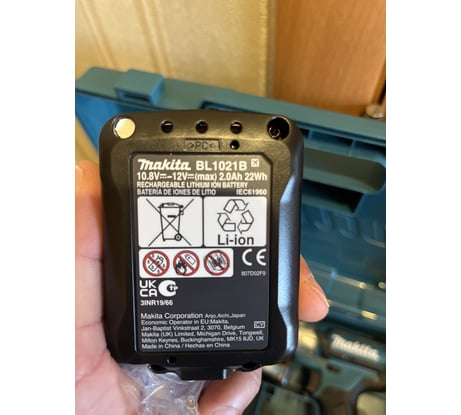 >PC<
Makita BL1021B
10.8V⎓-12V⎓(max) 2.0Ah 22Wh
RECHARGEABLE LITHIUM ION BATTERY IEC61960
BATERÍA DE IONES DE LITIO
Li-ion
807D02F9
UK
CA
3INR19/66
Makita Corporation Anjo,Aichi,Japan
Economic Operator in EU:Makita,
Jan-Baptist Vinkstraat 2, 3070, Belgium
Makita (UK) Limited, Michigan Drive, Tongwell,
Milton Keynes, Buckinghamshire, MK15 8JD, UK
Made in China / Hecho en China
CY
makita